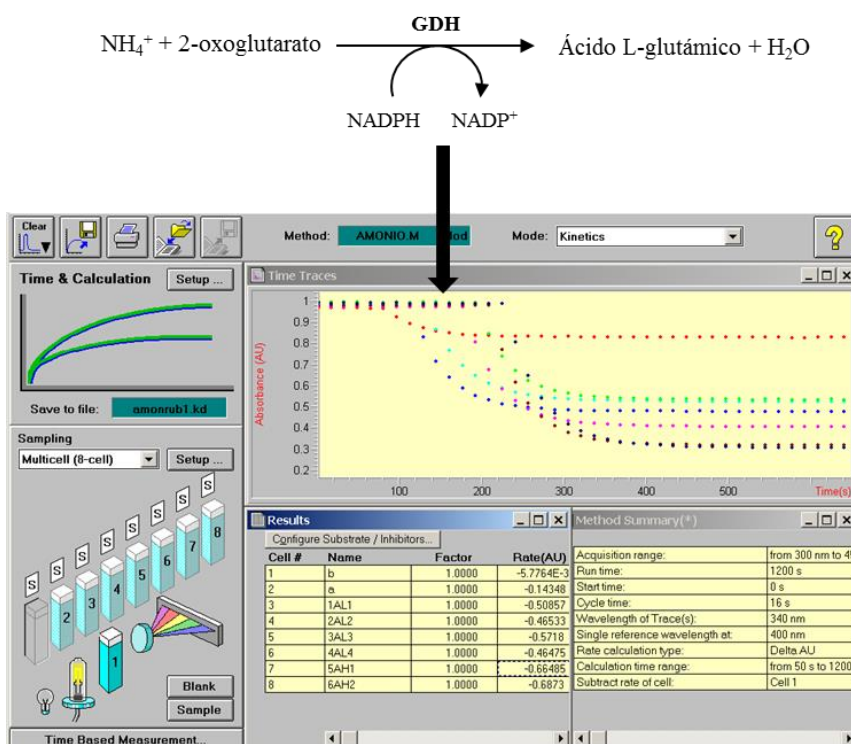 GDH
NH₄⁺ + 2-oxoglutarato
Ácido L-glutámico + H₂O
NADPH NADP⁺
Clear
Method: AMONIO.M Mode: Kinetics
?
Time & Calculation Setup ...
Save to file: amonrub1.kd
Sampling
Multicell (8-cell) Setup ...
S S S S S S S S
2 3 4 5 6 7 8
1
Blank
Sample
Time Based Measurement...
Time Traces
Absorbance (AU)
1
0.9
0.8
0.7
0.6
0.5
0.4
0.3
0.2
100 200 300 400 500 Time(s)
Results
Configure Substrate / Inhibitors...
Cell # Name Factor Rate(AU)
1 b 1.0000 -5.7764E-3
2 a 1.0000 -0.14348
3 1AL1 1.0000 -0.50857
4 2AL2 1.0000 -0.46533
5 3AL3 1.0000 -0.5718
6 4AL4 1.0000 -0.46475
7 5AH1 1.0000 -0.66485
8 6AH2 1.0000 -0.6873
Method Summary(*)
Acquisition range: from 300 nm to 4
Run time: 1200 s
Start time: 0 s
Cycle time: 16 s
Wavelength of Trace(s): 340 nm
Single reference wavelength at 400 nm
Rate calculation type: Delta AU
Calculation time range: from 50 s to 1200
Subtract rate of cell: Cell 1